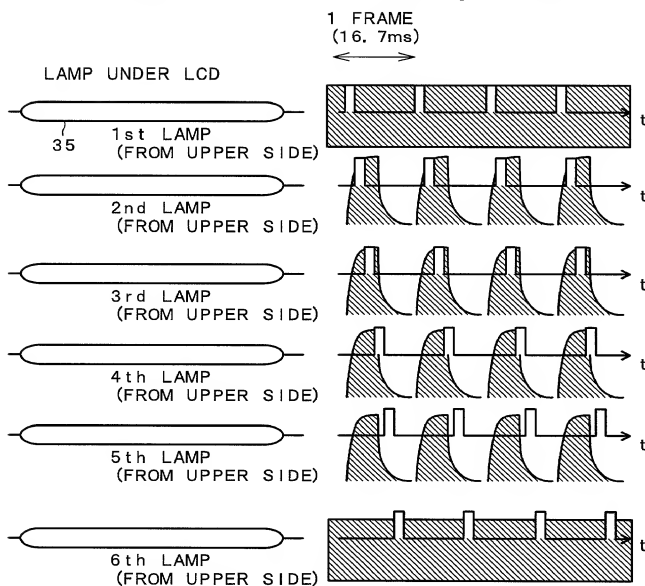 1 FRAME
(16. 7ms)
LAMP UNDER LCD
t
35
1st LAMP
(FROM UPPER SIDE)
t
2nd LAMP
(FROM UPPER SIDE)
t
3rd LAMP
(FROM UPPER SIDE)
t
4th LAMP
(FROM UPPER SIDE)
t
5th LAMP
(FROM UPPER SIDE)
t
6th LAMP
(FROM UPPER SIDE)